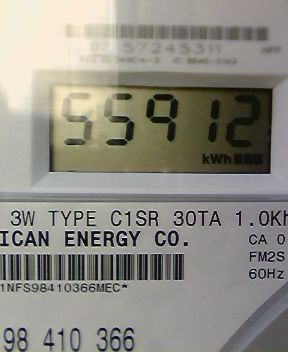 07 57245311
55912
kWh
3W TYPE C1SR 30TA 1.0Kh
ICAN ENERGY CO.
CA 0
FM2S
60Hz
1NFS98410366MEC*
98 410 366